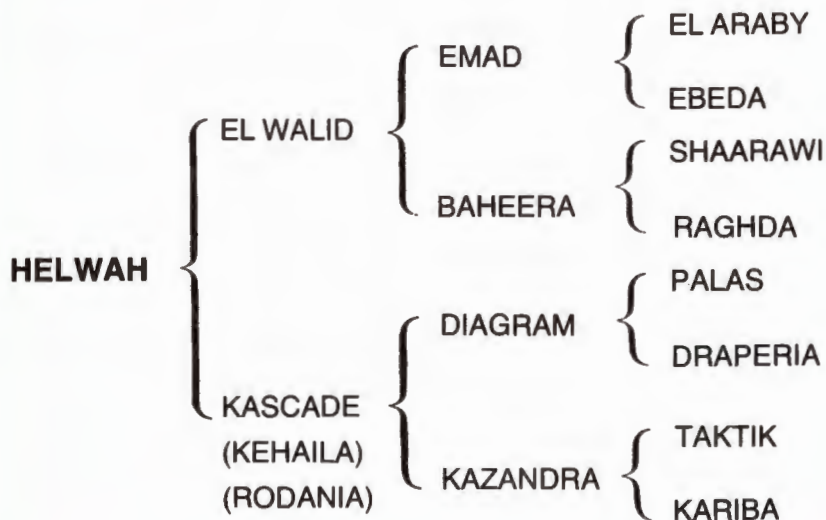 EL ARABY
EMAD
EBEDA
EL WALID
SHAARAWI
BAHEERA
RAGHDA
HELWAH
PALAS
DIAGRAM
DRAPERIA
KASCADE
TAKTIK
(KEHAILA)
KAZANDRA
(RODANIA)
KARIBA